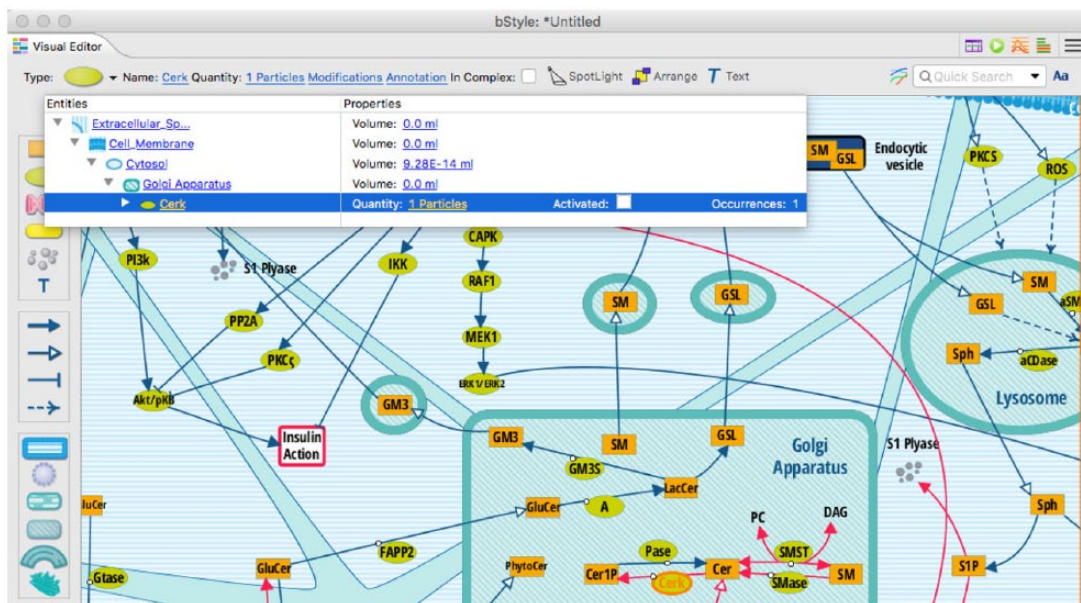 bStyle: *Untitled
Visual Editor
Type: Name: Cerk Quantity: 1 Particles Modifications Annotation In Complex: SpotLight Arrange T Text Quick Search Aa
Entities Properties
Extracellular_Sp... Volume: 0.0 ml
Cell_Membrane Volume: 0.0 ml
Cytosol Volume: 9.28E-14 ml
Golgi Apparatus Volume: 0.0 ml
Cerk Quantity: 1 Particles Activated: Occurrences: 1
SM GSL
Endocytic
vesicle
PKCS
ROS
CAPK
PI3k
S1 Plyase
IKK
RAF1
T
SM
GSL
SM
GSL
aSM
PP2A
MEK1
PKCς
Sph
aCDase
ERK1/ERK2
Lysosome
Akt/pKB
GM3
Insulin
Action
GM3
SM
GSL
Golgi
Apparatus
S1 Plyase
GM3S
LacCer
luCer
GluCer
A
Sph
PC
DAG
FAPP2
Pase
SMST
GluCer
PhytoCer
Cer1P
Cerk
Cer
SMase
SM
S1P
Gtase